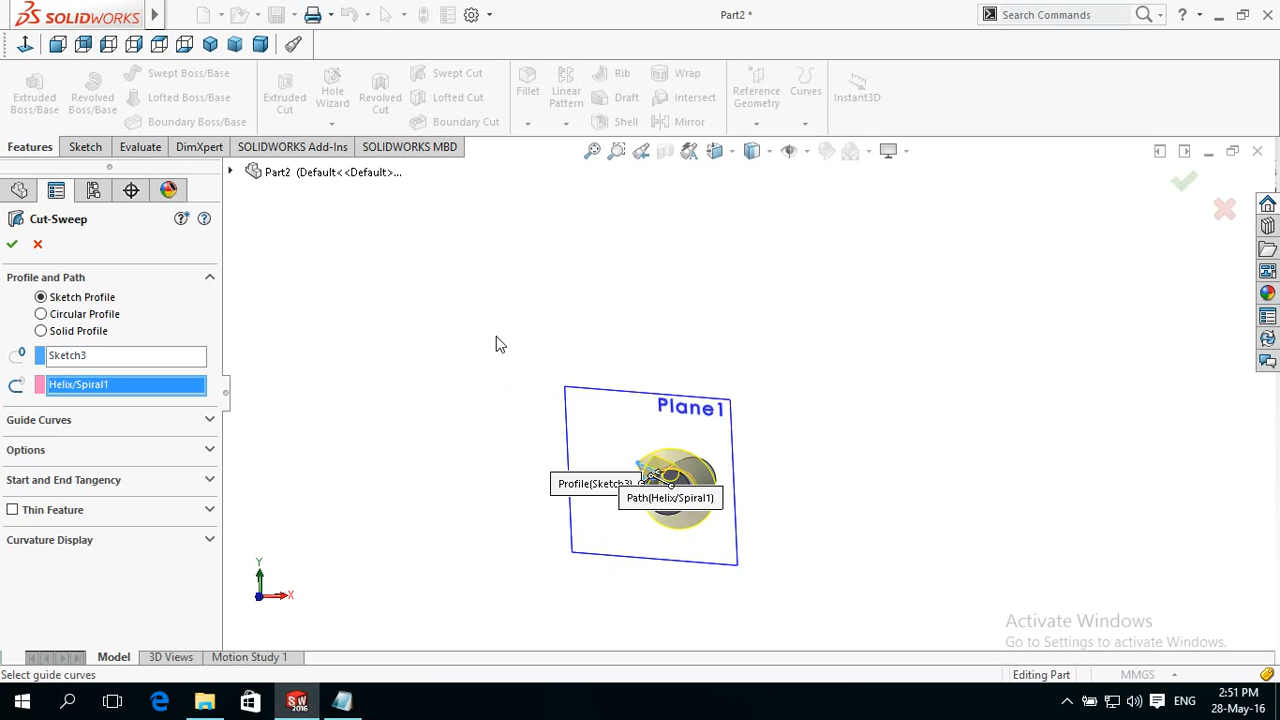 SOLIDWORKS
Part2 *
Search Commands
Extruded Boss/Base
Revolved Boss/Base
Swept Boss/Base
Lofted Boss/Base
Boundary Boss/Base
Extruded Cut
Hole Wizard
Revolved Cut
Swept Cut
Lofted Cut
Boundary Cut
Fillet
Linear Pattern
Rib
Draft
Shell
Wrap
Intersect
Mirror
Reference Geometry
Curves
Instant3D
Features
Sketch
Evaluate
DimXpert
SOLIDWORKS Add-Ins
SOLIDWORKS MBD
Part2 (Default<<Default>...
Cut-Sweep
Profile and Path
Sketch Profile
Circular Profile
Solid Profile
Sketch3
Helix/Spiral1
Guide Curves
Options
Start and End Tangency
Thin Feature
Curvature Display
Plane1
Profile(Sketch3)
Path(Helix/Spiral1)
Y
X
Activate Windows
Go to Settings to activate Windows.
Model
3D Views
Motion Study 1
Select guide curves
Editing Part
MMGS
SW
2016
ENG
2:51 PM
28-May-16